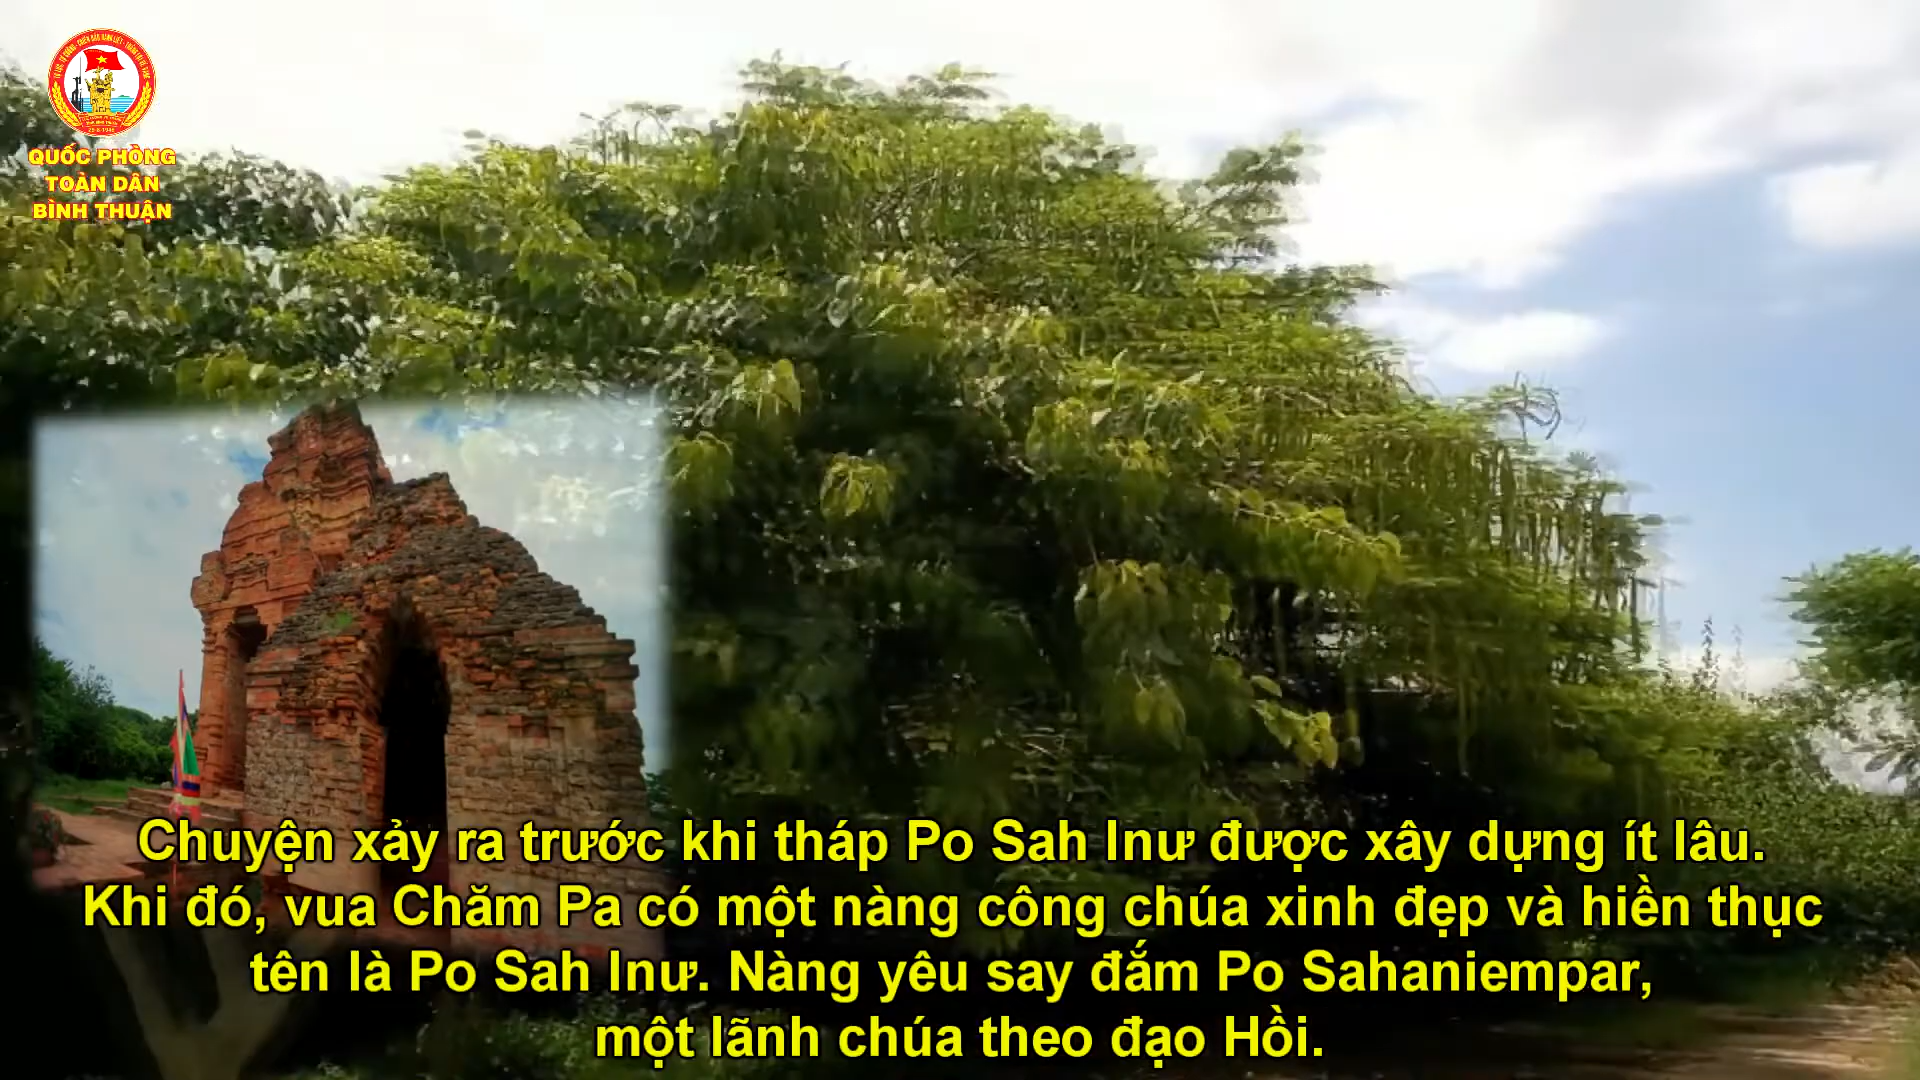 QUỐC PHÒNG
TOÀN DÂN
BÌNH THUẬN
Chuyện xảy ra trước khi tháp Po Sah Inư được xây dựng ít lâu.
Khi đó, vua Chăm Pa có một nàng công chúa xinh đẹp và hiền thục
tên là Po Sah Inư. Nàng yêu say đắm Po Sahaniempar,
một lãnh chúa theo đạo Hồi.